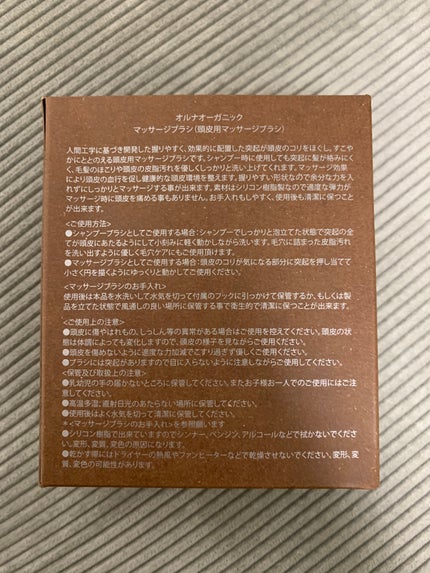 オルナオーガニック
マッサージブラシ(頭皮用マッサージブラシ)
人間工学に基づき開発した握りやすく、効果的に配置した突起が頭皮のコリをほぐし、すこや
かにととのえる頭皮用マッサージブラシです。シャンプー時に使用しても突起に髪が絡みにく
く、毛髪のほこりや頭皮の皮脂汚れを優しくしっかりと洗い上げてくれます。マッサージ効果
により頭皮の血行を促し健康的な頭皮環境を整えます。握りやすい形状なので余分な力を入
れずにしっかりとマッサージする事が出来ます。素材はシリコン樹脂製なので適度な弾力が
マッサージ時に頭皮を痛める事もありません。お手入れもしやすく、使用後も清潔に保つこと
が出来ます。
<ご使用方法>
●シャンプーブラシとしてご使用する場合:シャンプーでしっかりと泡立てた状態で突起の全
てが頭皮にあたるようにして小刻みに軽く動かしながら洗います。毛穴に詰まった皮脂汚れ
を洗い出すように優しく毛穴ケアにもご使用頂けます。
●マッサージブラシとしてご使用する場合:頭皮のコリが気になる部分に突起を押し当てて
小さく円を描くようにゆっくりと動かしてご使用ください。
<マッサージブラシのお手入れ>
使用後は本品を水洗いして水気を切って付属のフックに引っかけて保管するか、もしくは製品
を立てた状態で風通しの良い場所に保管する事で衛生的で清潔に保つことが出来ます。
<ご使用上の注意>
●頭皮に傷やはれもの、しっしん等の異常がある場合はご使用を控えてください。頭皮の状
態は体調によっても変化しますので、頭皮の様子を見ながらご使用ください。
●頭皮を傷めないように過度な力加減でこすり過ぎず優しくご使用ください。
●ブラシには突起がありますので目に入らないように注意しながらご使用してください。
<保管及び取扱上の注意>
●乳幼児の手の届かないところに保管してください。またお子様お一人でのご使用にはご注
意してください。
●高温多湿、直射日光のあたらない場所に保管してください。
●使用後はよく水気を切って清潔に保管してください。
*<マッサージブラシのお手入れ>を参照願います
●シリコン樹脂で出来ていますのでシンナー、ベンジン、アルコールなどで拭かないでくださ
い。変形、変質、変色の原因になります。
●乾かす時にはドライヤーの熱風やファンヒーターなどで乾燥させないでください。変形、変
質、変色の可能性があります。